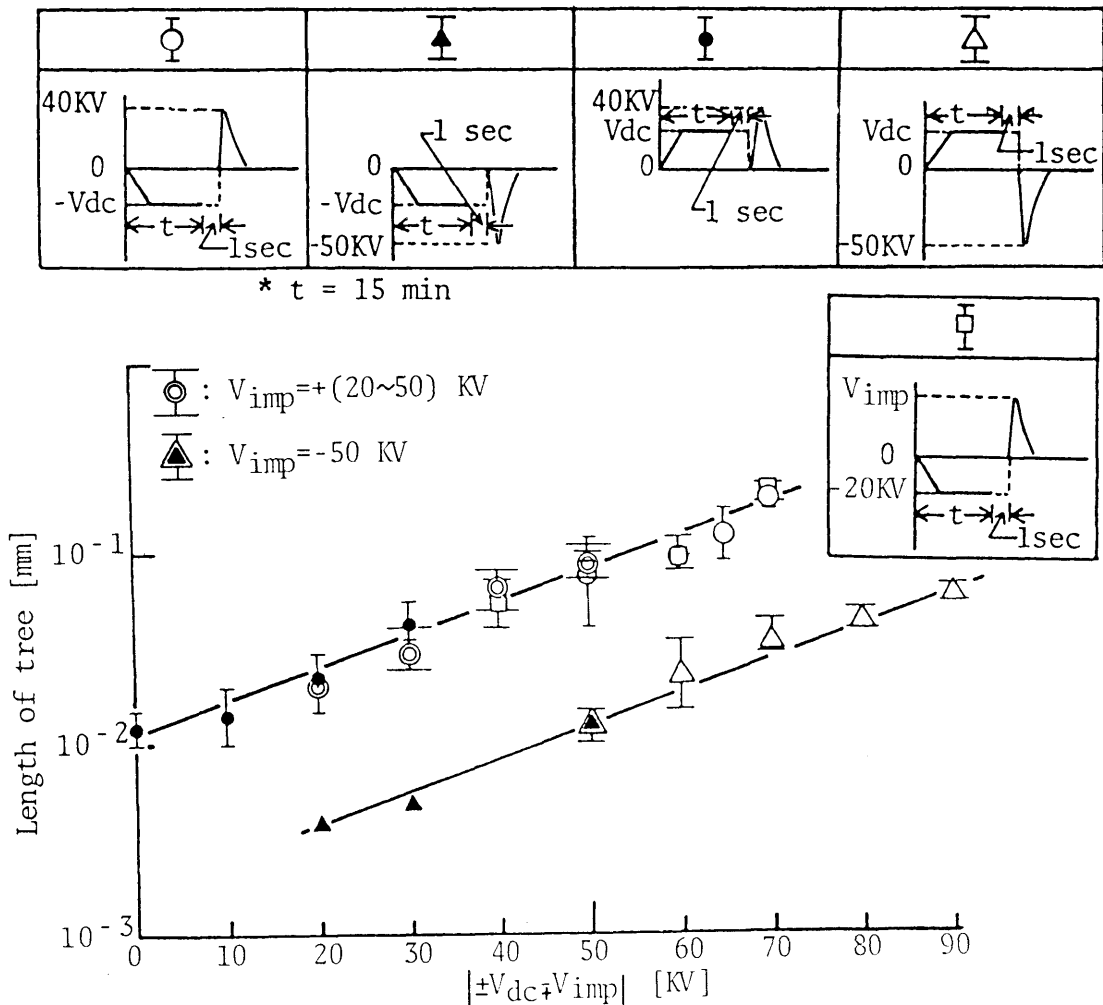 40KV
0
-Vdc
t
1sec
1 sec
0
-Vdc
t
-50KV
40KV
Vdc
t
0
1 sec
Vdc
t
1sec
0
-50KV
* t = 15 min
Vimp
0
-20KV
t
1sec
: Vimp=+(20~50) KV
: Vimp=-50 KV
Length of tree [mm]
10-1
10-2
10-3
0 10 20 30 40 50 60 70 80 90
|±Vdc∓Vimp| [KV]